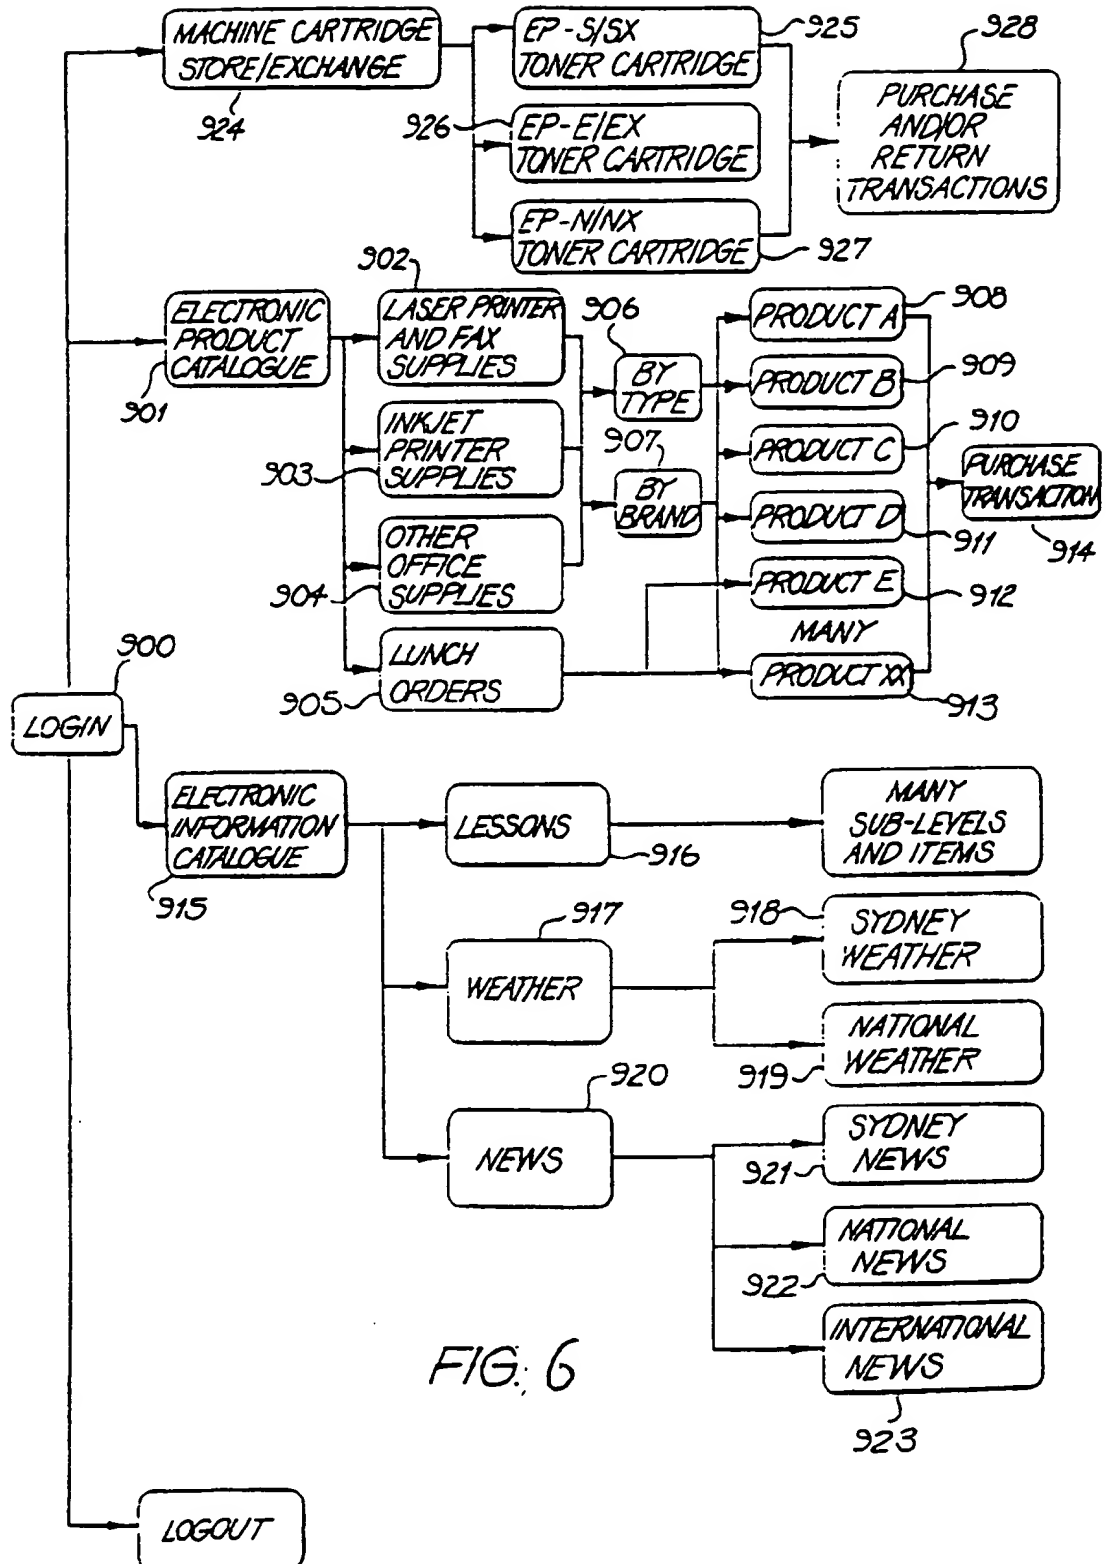 MACHINE CARTRIDGE
STORE/EXCHANGE
924
EP-S/SX
TONER CARTRIDGE
925
926
EP-E/EX
TONER CARTRIDGE
EP-N/NX
TONER CARTRIDGE
927
928
PURCHASE
AND/OR
RETURN
TRANSACTIONS
ELECTRONIC
PRODUCT
CATALOGUE
901
902
LASER PRINTER
AND FAX
SUPPLIES
INKJET
PRINTER
SUPPLIES
903
OTHER
OFFICE
SUPPLIES
904
LUNCH
ORDERS
905
906
BY
TYPE
907
BY
BRAND
PRODUCT A
908
PRODUCT B
909
PRODUCT C
910
PRODUCT D
911
PRODUCT E
912
MANY
PRODUCT XX
913
PURCHASE
TRANSACTION
914
900
LOGIN
ELECTRONIC
INFORMATION
CATALOGUE
915
LESSONS
916
MANY
SUB-LEVELS
AND ITEMS
917
WEATHER
918
SYDNEY
WEATHER
NATIONAL
WEATHER
919
920
NEWS
SYDNEY
NEWS
921
NATIONAL
NEWS
922
INTERNATIONAL
NEWS
923
FIG. 6
LOGOUT